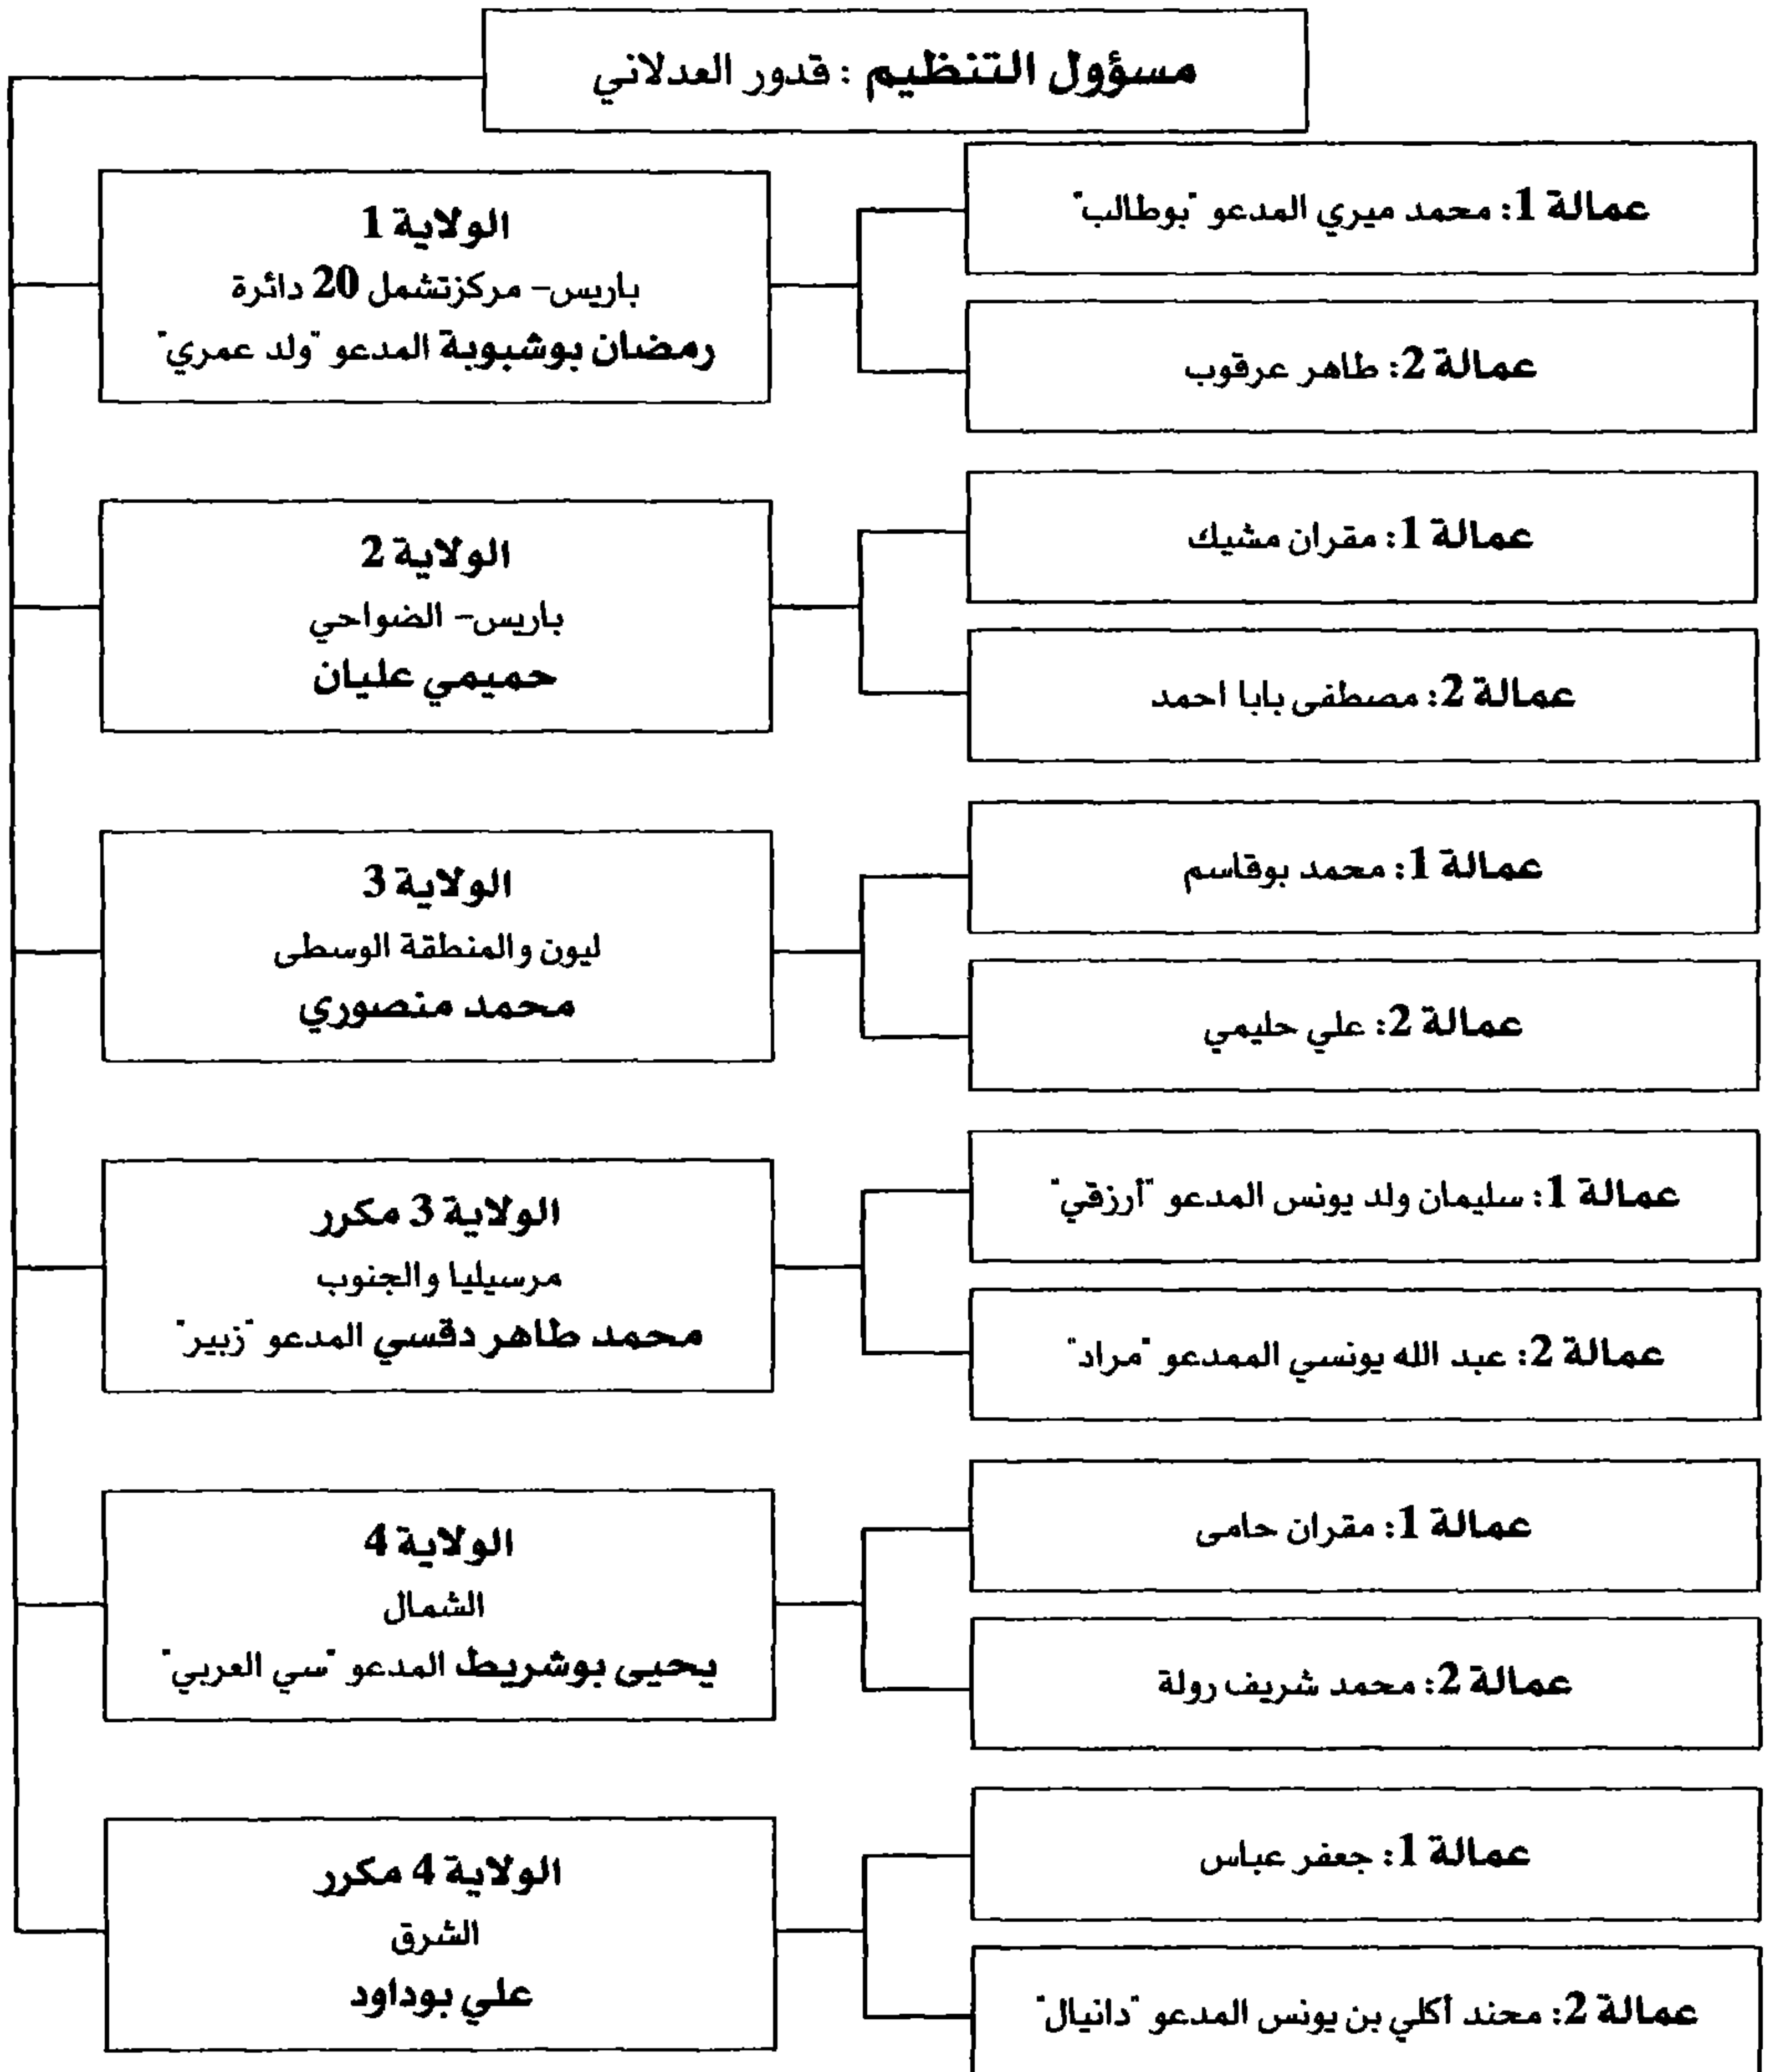 مسؤول التنظيم : قدور العدلاني
الولاية 1
باريس- مركزتشمل 20 دائرة
رمضان بوشبوبة المدعو "ولد عمري"
عمالة 1: محمد ميري المدعو "بوطالب"
عمالة 2: طاهر عرقوب
الولاية 2
باريس- الضواحي
حميمي عليان
عمالة 1: مقران مشيك
عمالة 2: مصطفى بابا احمد
الولاية 3
ليون والمنطقة الوسطى
محمد منصوري
عمالة 1: محمد بوقاسم
عمالة 2: علي حليمي
الولاية 3 مكرر
مرسيليا والجنوب
محمد طاهر دقسي المدعو "زبير"
عمالة 1: سليمان ولد يونس المدعو "أرزقي"
عمالة 2: عبد الله يونسي الممدعو "مراد"
الولاية 4
الشمال
يحيى بوشريط المدعو "سي العربي"
عمالة 1: مقران حامى
عمالة 2: محمد شريف رولة
الولاية 4 مكرر
الشرق
علي بوداود
عمالة 1: جعفر عباس
عمالة 2: محند أكلي بن يونس المدعو "دانيال"